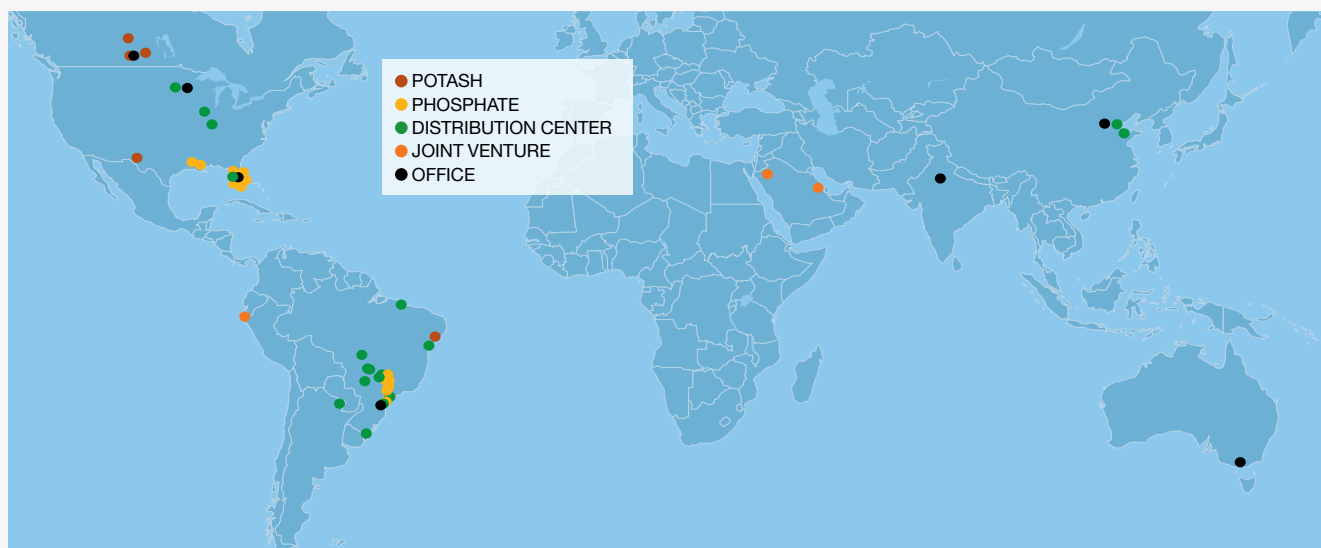 POTASH
PHOSPHATE
DISTRIBUTION CENTER
JOINT VENTURE
OFFICE